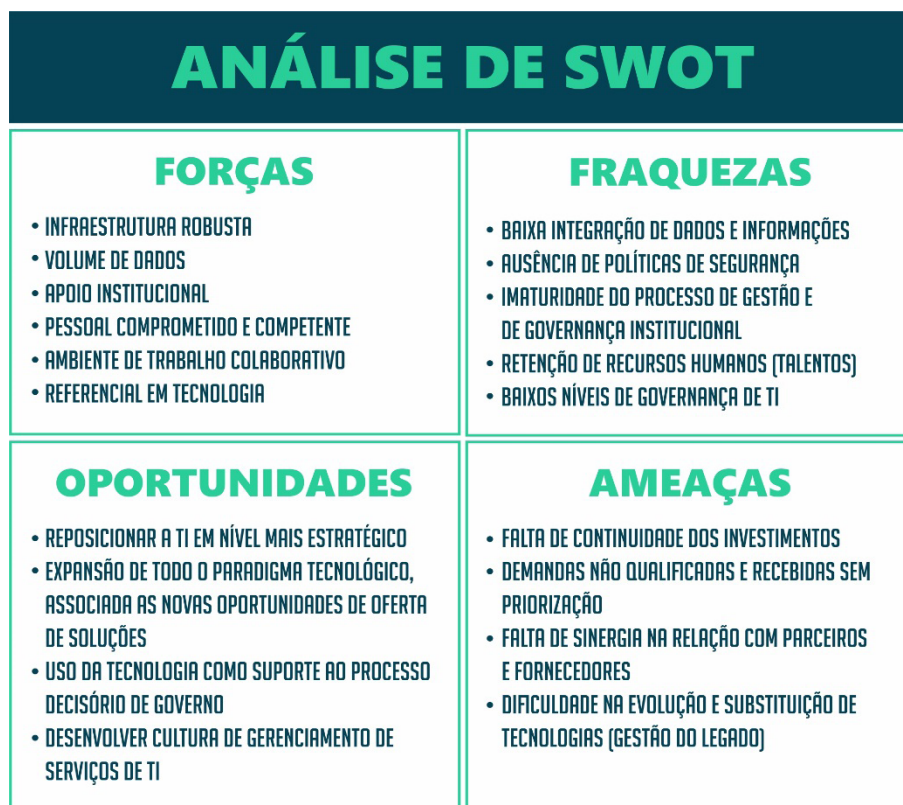 ANÁLISE DE SWOT
FORÇAS
• INFRAESTRUTURA ROBUSTA
• VOLUME DE DADOS
• APOIO INSTITUCIONAL
• PESSOAL COMPROMETIDO E COMPETENTE
• AMBIENTE DE TRABALHO COLABORATIVO
• REFERENCIAL EM TECNOLOGIA
FRAQUEZAS
• BAIXA INTEGRAÇÃO DE DADOS E INFORMAÇÕES
• AUSÊNCIA DE POLÍTICAS DE SEGURANÇA
• IMATURIDADE DO PROCESSO DE GESTÃO E
DE GOVERNANÇA INSTITUCIONAL
• RETENÇÃO DE RECURSOS HUMANOS (TALENTOS)
• BAIXOS NÍVEIS DE GOVERNANÇA DE TI
OPORTUNIDADES
• REPOSICIONAR A TI EM NÍVEL MAIS ESTRATÉGICO
• EXPANSÃO DE TODO O PARADIGMA TECNOLÓGICO,
ASSOCIADA AS NOVAS OPORTUNIDADES DE OFERTA
DE SOLUÇÕES
• USO DA TECNOLOGIA COMO SUPORTE AO PROCESSO
DECISÓRIO DE GOVERNO
• DESENVOLVER CULTURA DE GERENCIAMENTO DE
SERVIÇOS DE TI
AMEAÇAS
• FALTA DE CONTINUIDADE DOS INVESTIMENTOS
• DEMANDAS NÃO QUALIFICADAS E RECEBIDAS SEM
PRIORIZAÇÃO
• FALTA DE SINERGIA NA RELAÇÃO COM PARCEIROS
E FORNECEDORES
• DIFICULDADE NA EVOLUÇÃO E SUBSTITUIÇÃO DE
TECNOLOGIAS (GESTÃO DO LEGADO)